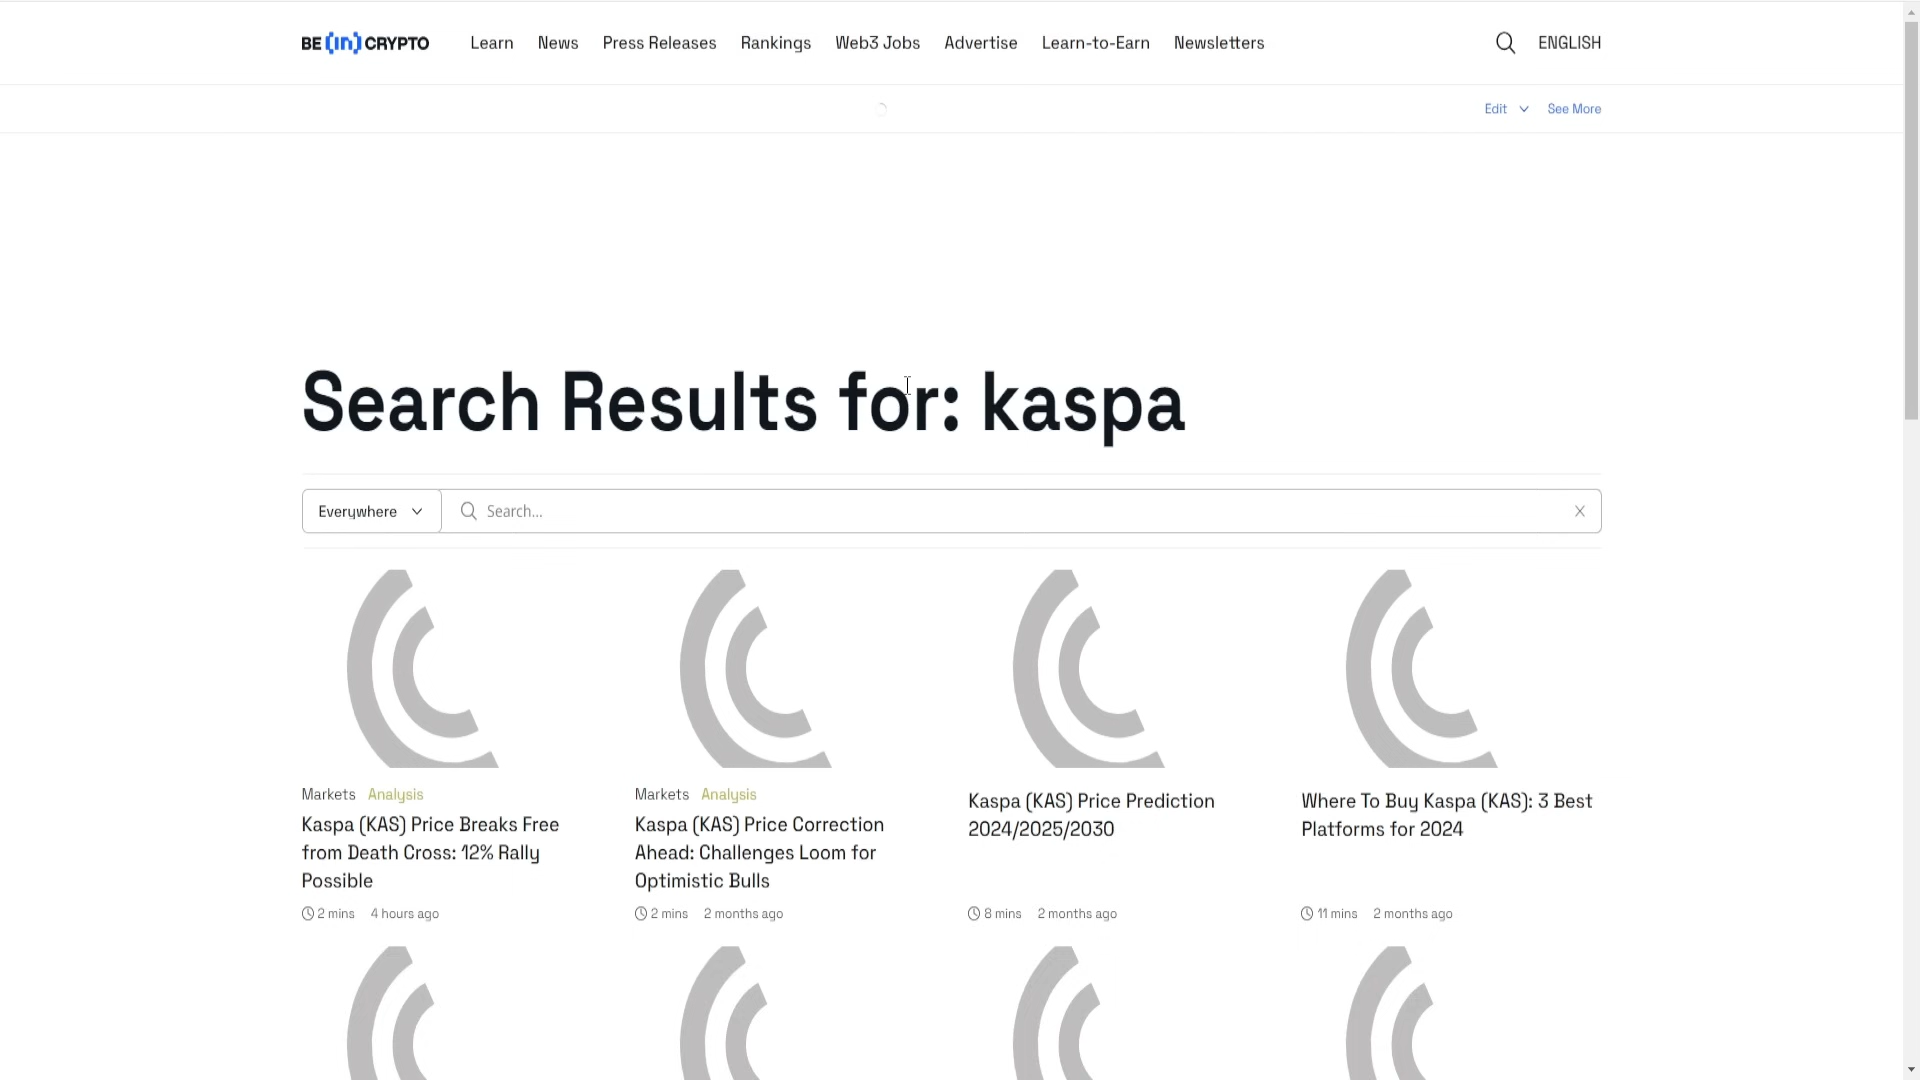 BE [in] CRYPTO Learn News Press Releases Rankings Web3 Jobs Advertise Learn-to-Earn Newsletters ENGLISH
Edit See More
Search Results for: kaspa
Everywhere Search...
Markets Analysis
Kaspa (KAS) Price Breaks Free
from Death Cross: 12% Rally
Possible
2 mins 4 hours ago
Markets Analysis
Kaspa (KAS) Price Correction
Ahead: Challenges Loom for
Optimistic Bulls
2 mins 2 months ago
Kaspa (KAS) Price Prediction
2024/2025/2030
8 mins 2 months ago
Where To Buy Kaspa (KAS): 3 Best
Platforms for 2024
11 mins 2 months ago